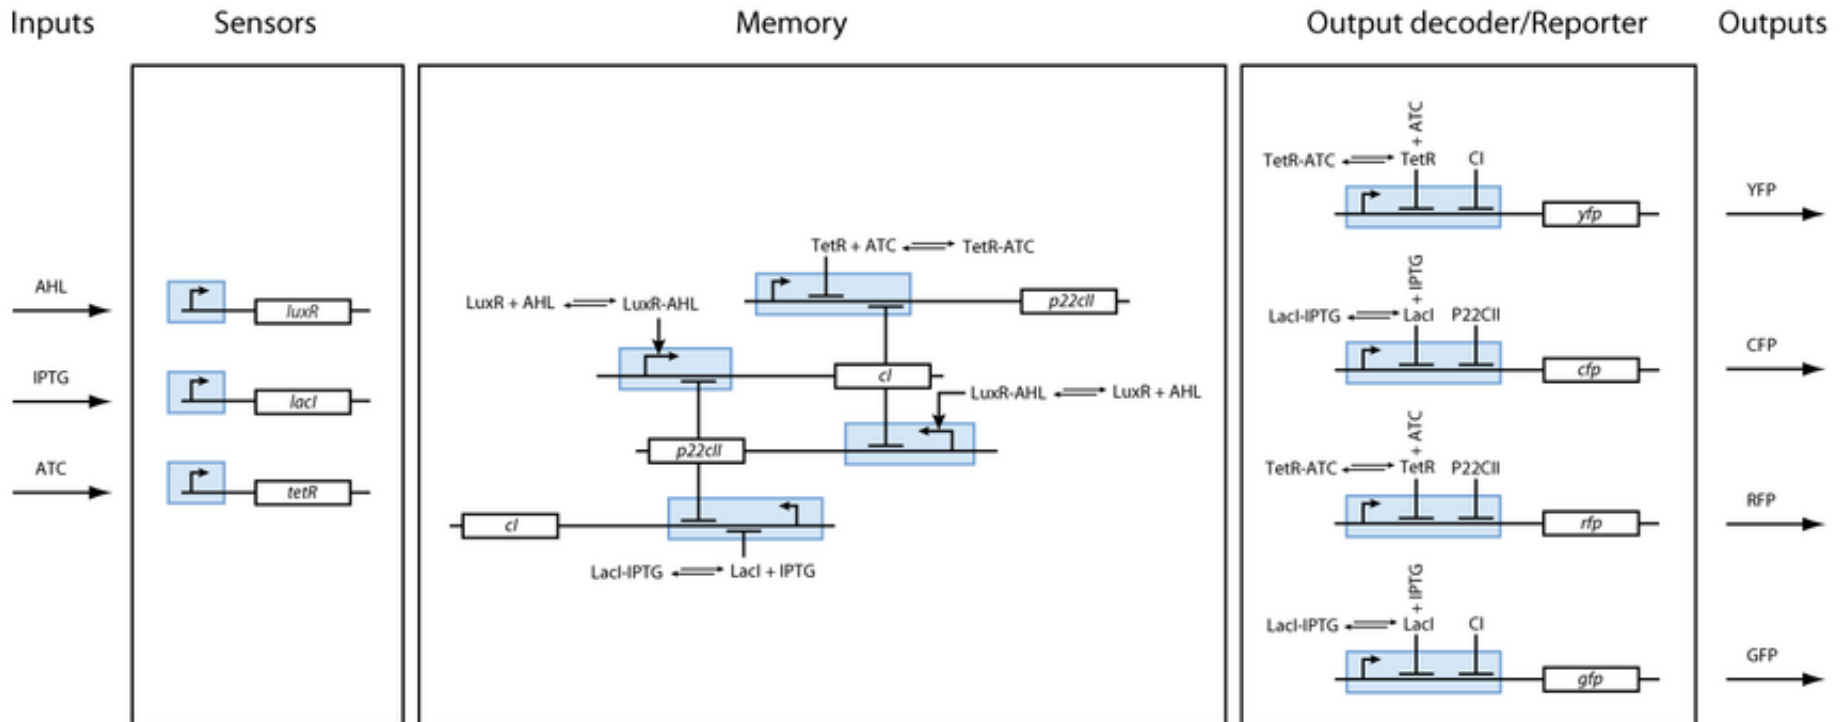 Inputs
Sensors
Memory
Output decoder/Reporter
Outputs
AHL
IPTG
ATC
luxR
lacI
tetR
TetR + ATC TetR-ATC
p22cII
LuxR + AHL LuxR-AHL
cI
LuxR-AHL LuxR + AHL
p22cII
cI
LacI-IPTG LacI + IPTG
TetR-ATC TetR + ATC CI
yfp
YFP
LacI-IPTG LacI + IPTG P22CII
cfp
CFP
TetR-ATC TetR + ATC P22CII
rfp
RFP
LacI-IPTG LacI + IPTG CI
gfp
GFP